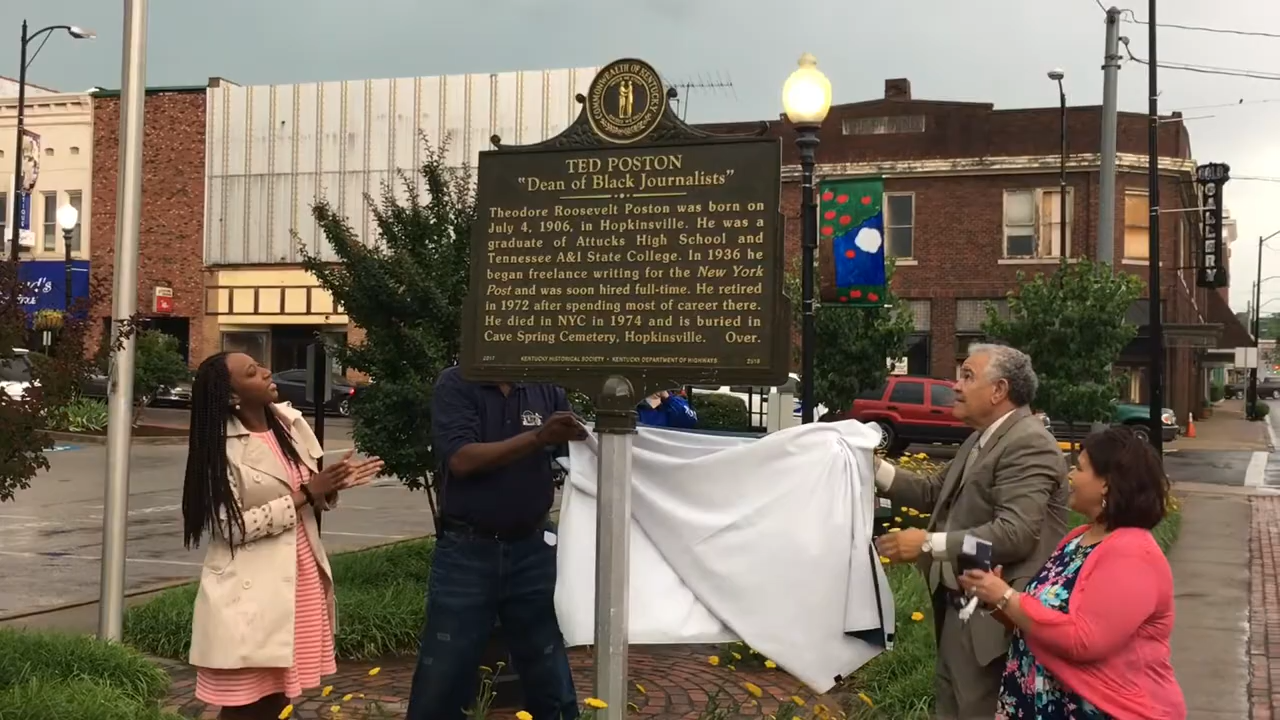 COMMONWEALTH OF KENTUCKY
TED POSTON
"Dean of Black Journalists"
Theodore Roosevelt Poston was born on
July 4, 1906, in Hopkinsville. He was a
graduate of Attucks High School and
Tennessee A&I State College. In 1936 he
began freelance writing for the New York
Post and was soon hired full-time. He retired
in 1972 after spending most of career there.
He died in NYC in 1974 and is buried in
Cave Spring Cemetery, Hopkinsville. Over.
2517 KENTUCKY HISTORICAL SOCIETY • KENTUCKY DEPARTMENT OF HIGHWAYS 2018
GALLERY